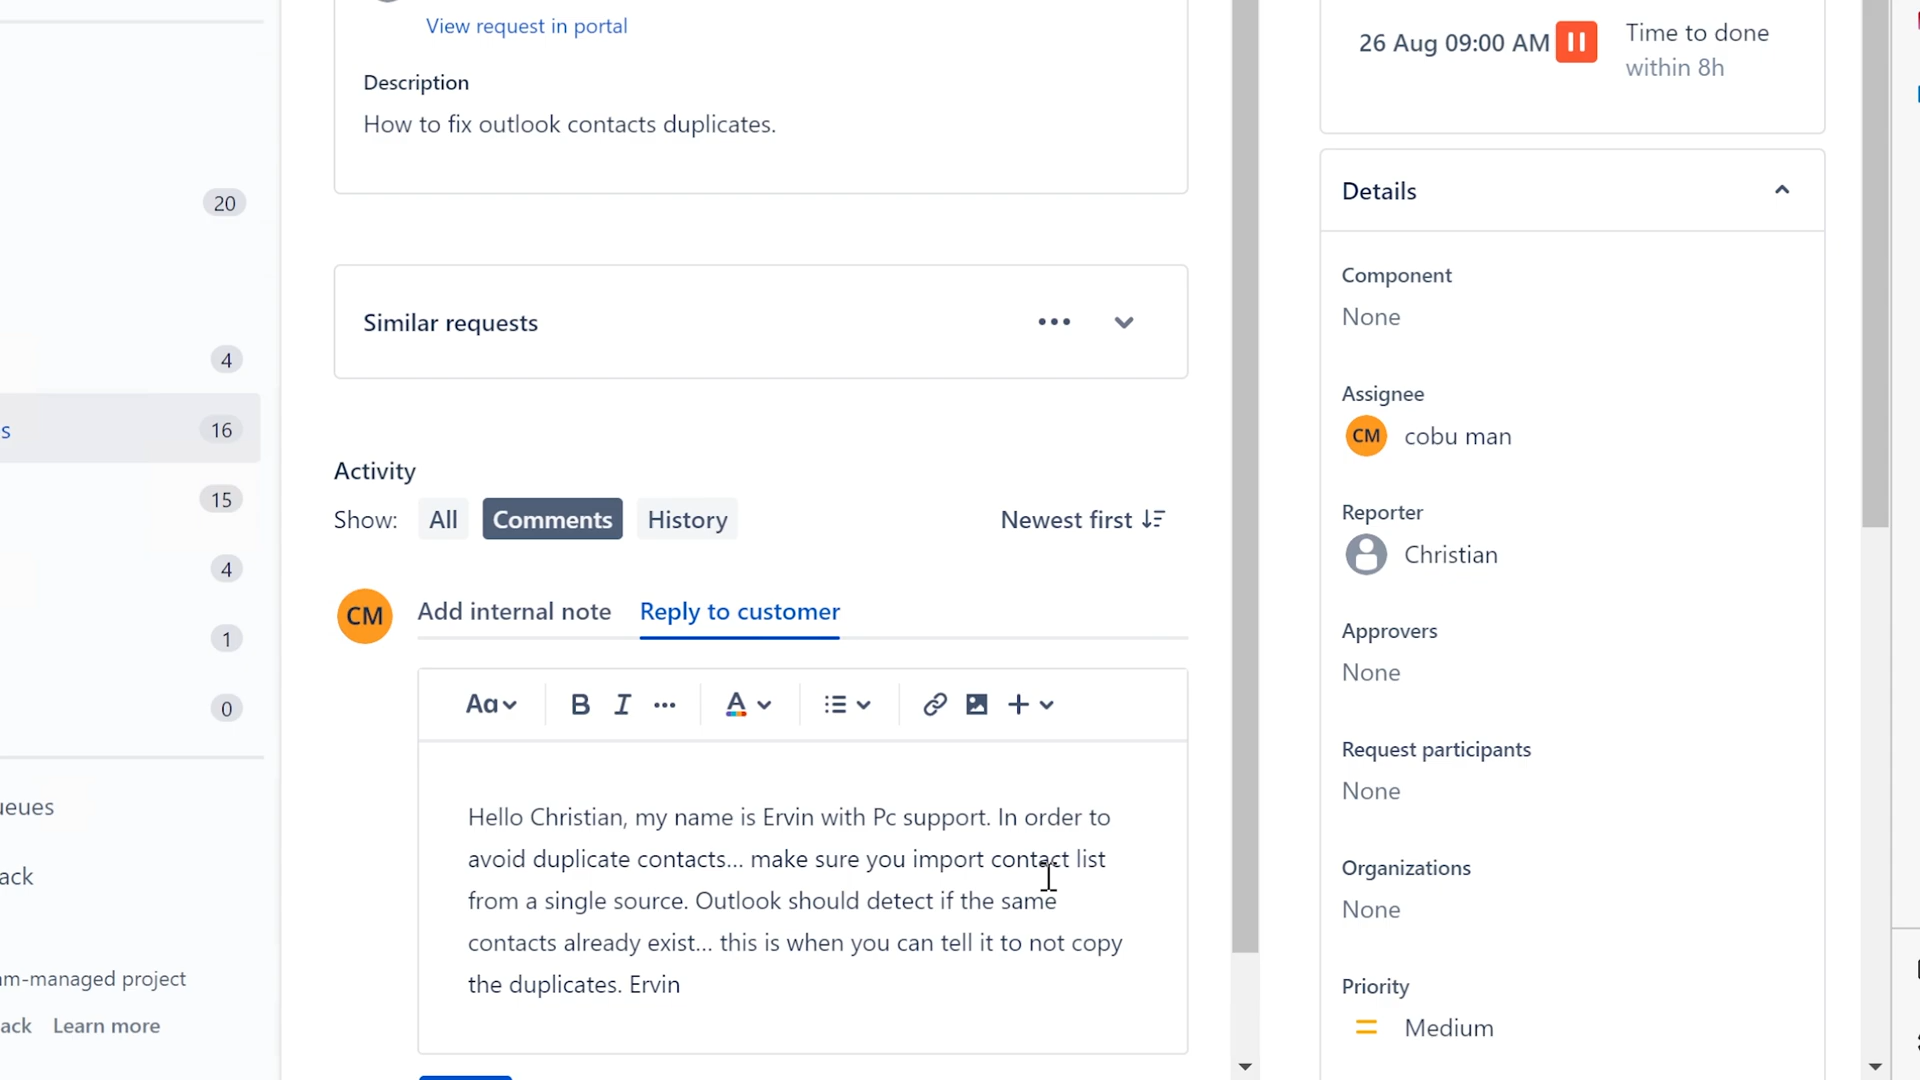 View request in portal
Description
How to fix outlook contacts duplicates.
26 Aug 09:00 AM
Time to done
within 8h
Details
Component
None
Assignee
CM cobu man
Reporter
Christian
Approvers
None
Request participants
None
Organizations
None
Priority
Medium
20
4
s 16
15
4
1
0
ueues
ack
am-managed project
ack Learn more
Similar requests
Activity
Show: All Comments History Newest first
CM Add internal note Reply to customer
Aa B I A
Hello Christian, my name is Ervin with Pc support. In order to
avoid duplicate contacts... make sure you import contact list
from a single source. Outlook should detect if the same
contacts already exist... this is when you can tell it to not copy
the duplicates. Ervin